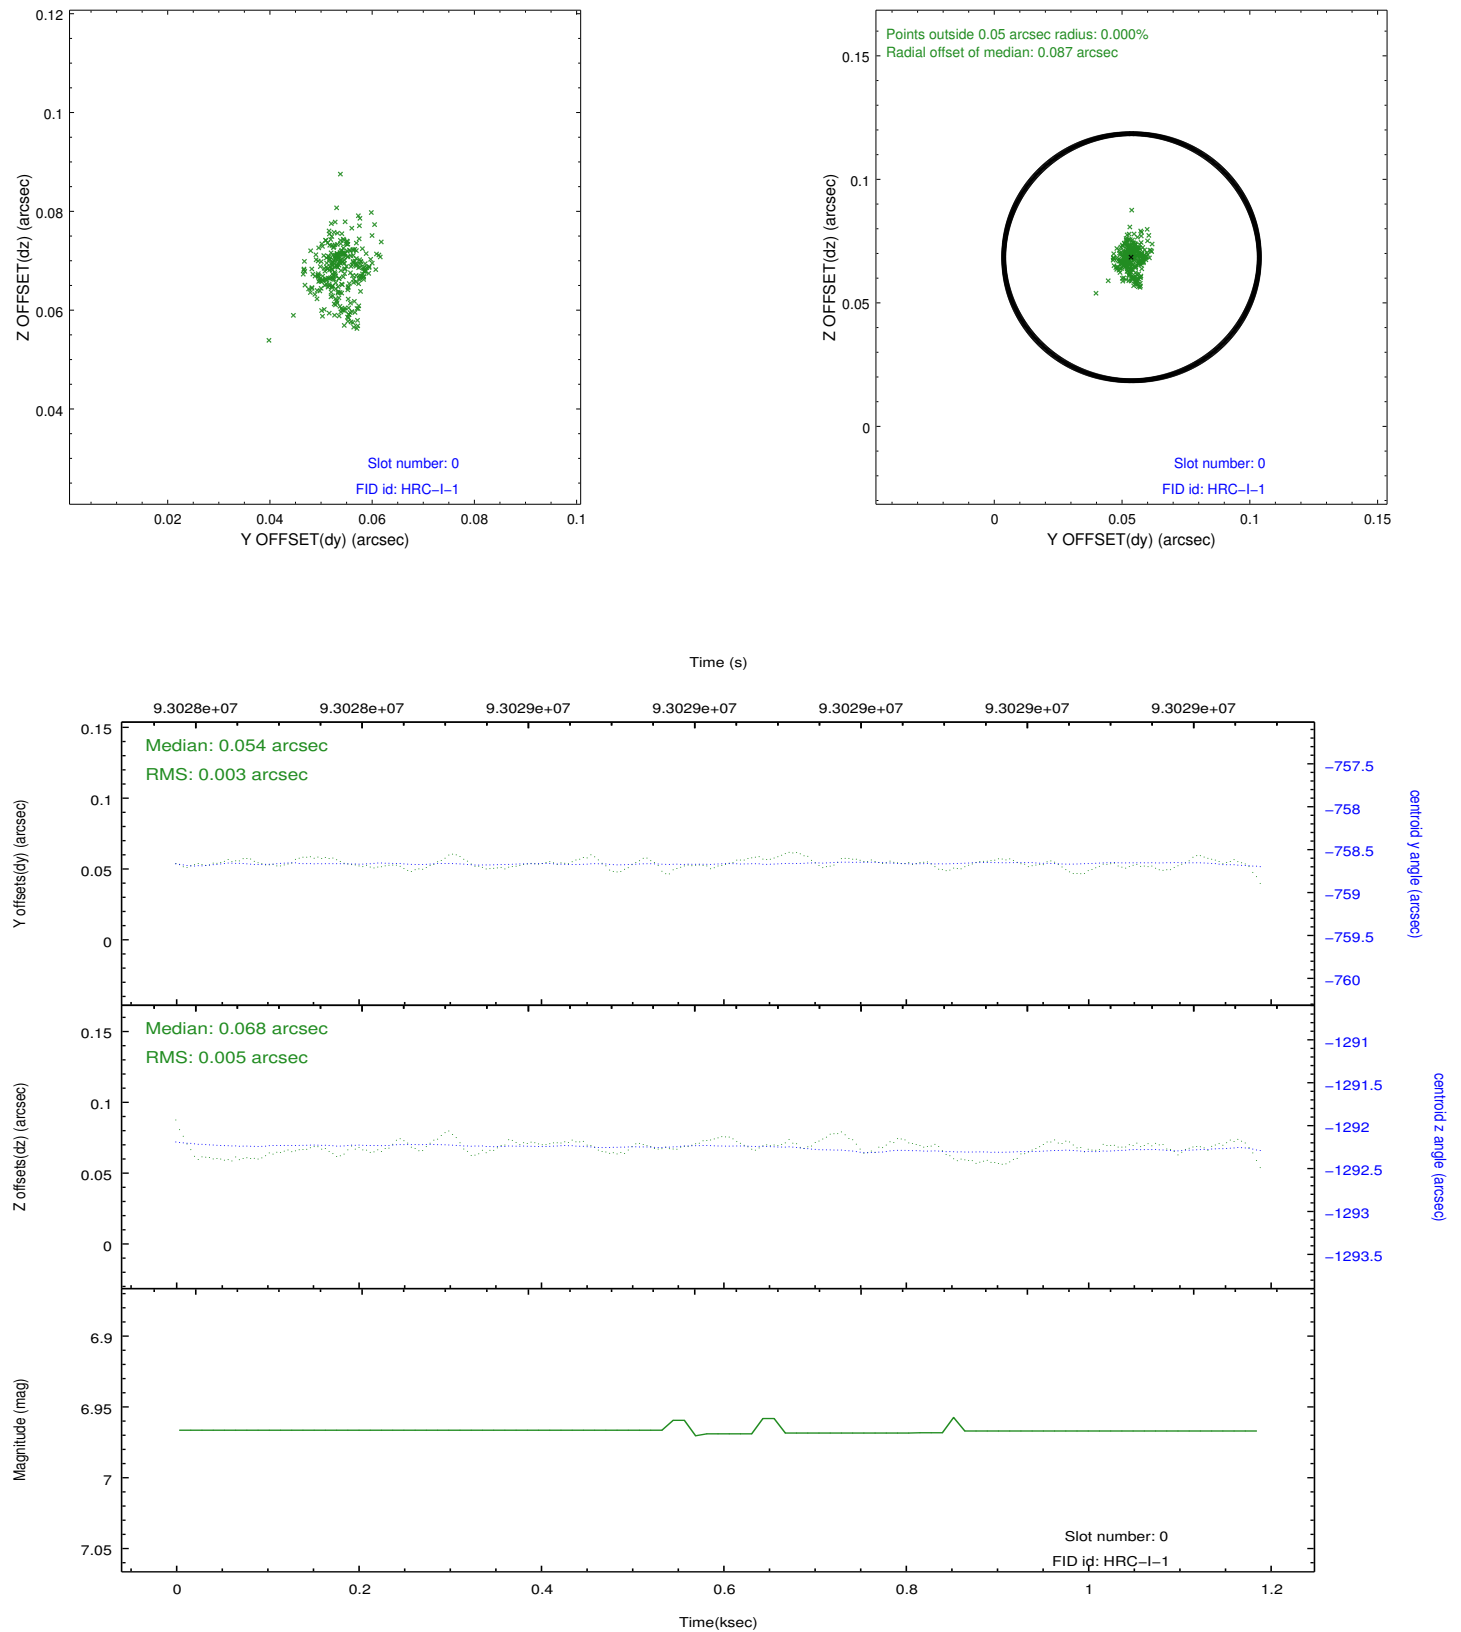 0.12
0.1
0.08
0.06
0.04
Z OFFSET(dz) (arcsec)
Slot number: 0
FID id: HRC−I−1
0.02 0.04 0.06 0.08 0.1
Y OFFSET(dy) (arcsec)
Points outside 0.05 arcsec radius: 0.000%
Radial offset of median: 0.087 arcsec
0.15
0.1
0.05
0
Z OFFSET(dz) (arcsec)
Slot number: 0
FID id: HRC−I−1
0 0.05 0.1 0.15
Y OFFSET(dy) (arcsec)
Time (s)
9.3028e+07 9.3028e+07 9.3029e+07 9.3029e+07 9.3029e+07 9.3029e+07 9.3029e+07
Median: 0.054 arcsec
RMS: 0.003 arcsec
0.15
0.1
0.05
0
Y offsets(dy) (arcsec)
−757.5
−758
−758.5
−759
−759.5
−760
centroid y angle (arcsec)
Median: 0.068 arcsec
RMS: 0.005 arcsec
0.15
0.1
0.05
0
Z offsets(dz) (arcsec)
−1291
−1291.5
−1292
−1292.5
−1293
−1293.5
centroid z angle (arcsec)
6.9
6.95
7
7.05
Magnitude (mag)
Slot number: 0
FID id: HRC−I−1
0 0.2 0.4 0.6 0.8 1 1.2
Time(ksec)